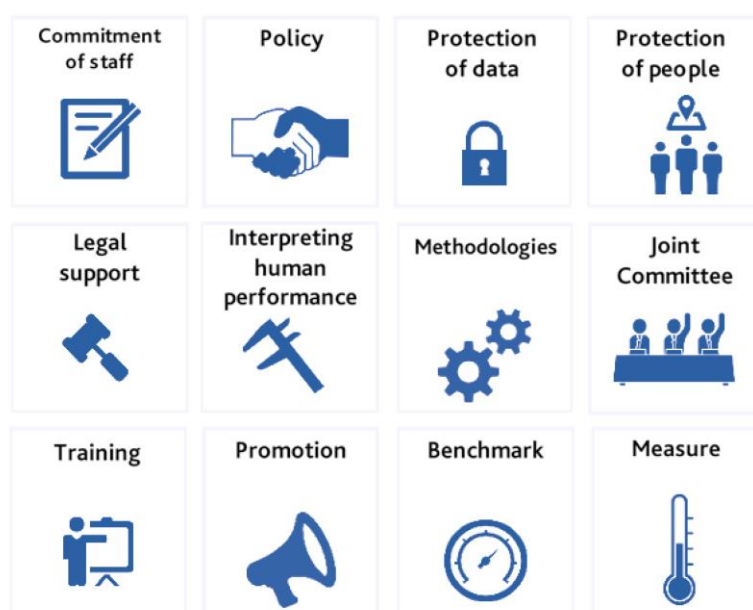 Commitment
of staff
Policy
Protection
of data
Protection
of people
Legal
support
Interpreting
human
performance
Methodologies
Joint
Committee
Training
Promotion
Benchmark
Measure